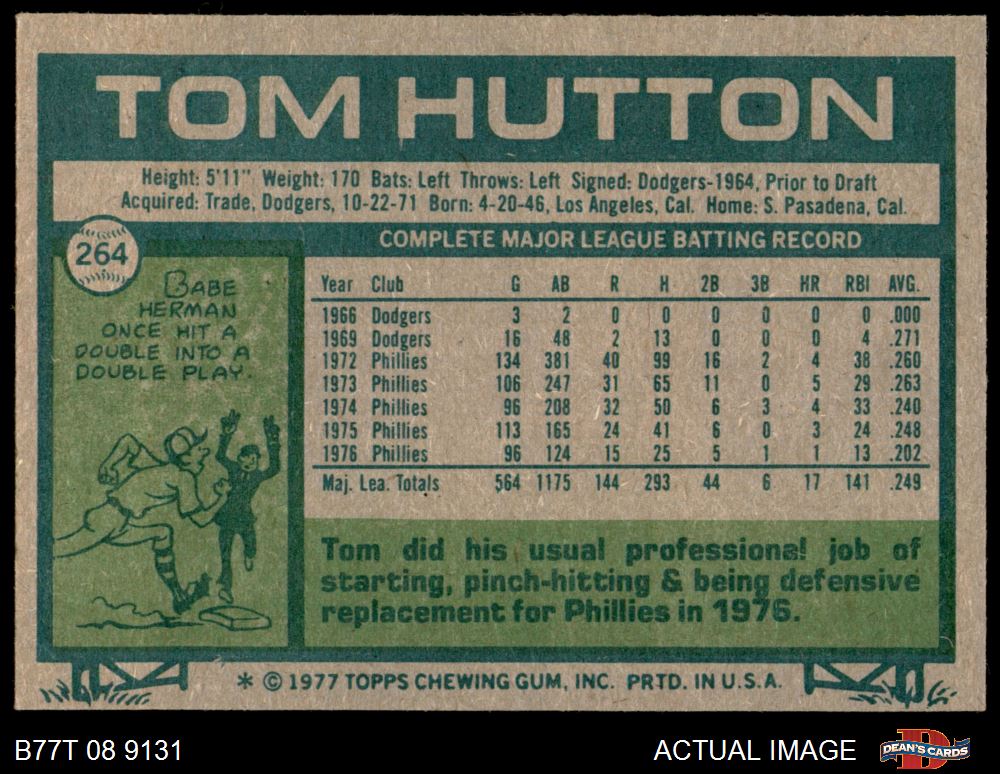 TOM HUTTON
Height: 5'11" Weight: 170 Bats: Left Throws: Left Signed: Dodgers-1964, Prior to Draft
Acquired: Trade, Dodgers, 10-22-71 Born: 4-20-46, Los Angeles, Cal. Home: S. Pasadena, Cal.
264
COMPLETE MAJOR LEAGUE BATTING RECORD
BABE
HERMAN
ONCE HIT A
DOUBLE INTO A
DOUBLE PLAY.
Year Club G AB R H 2B 3B HR RBI AVG.
1966 Dodgers 3 2 0 0 0 0 0 0 .000
1969 Dodgers 16 48 2 13 0 0 0 4 .271
1972 Phillies 134 381 40 99 16 2 4 38 .260
1973 Phillies 106 247 31 65 11 0 5 29 .263
1974 Phillies 96 208 32 50 6 3 4 33 .240
1975 Phillies 113 165 24 41 6 0 3 24 .248
1976 Phillies 96 124 15 25 5 1 1 13 .202
Maj. Lea. Totals 564 1175 144 293 44 6 17 141 .249
Tom did his usual professional job of
starting, pinch-hitting & being defensive
replacement for Phillies in 1976.
* © 1977 TOPPS CHEWING GUM, INC. PRTD. IN U.S.A.
B77T 08 9131
ACTUAL IMAGE
DEAN'S CARDS